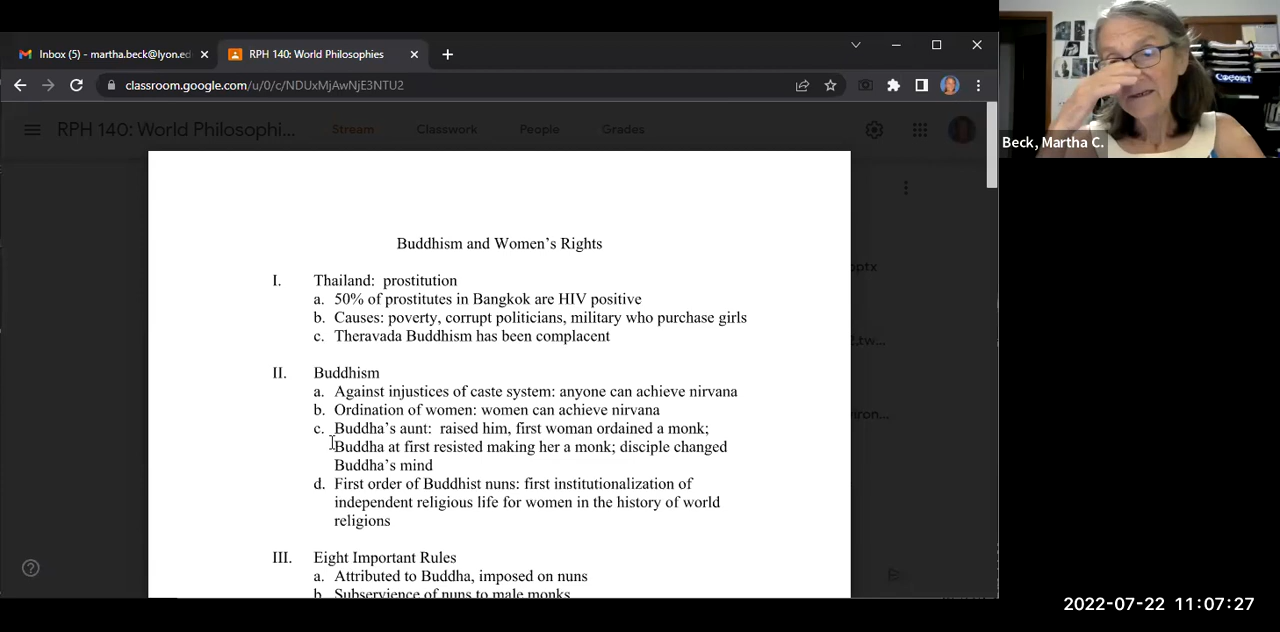 Inbox (5) - martha.beck@lyon.ed
RPH 140: World Philosophies
classroom.google.com/u/0/c/NDUxMjAwNjE3NTU2
RPH 140: World Philosophi...
Stream
Classwork
People
Grades
Beck, Martha C.
Buddhism and Women's Rights
I. Thailand: prostitution
a. 50% of prostitutes in Bangkok are HIV positive
b. Causes: poverty, corrupt politicians, military who purchase girls
c. Theravada Buddhism has been complacent
II. Buddhism
a. Against injustices of caste system: anyone can achieve nirvana
b. Ordination of women: women can achieve nirvana
c. Buddha's aunt: raised him, first woman ordained a monk;
Buddha at first resisted making her a monk; disciple changed
Buddha's mind
d. First order of Buddhist nuns: first institutionalization of
independent religious life for women in the history of world
religions
III. Eight Important Rules
a. Attributed to Buddha, imposed on nuns
b. Subservience of nuns to male monks
pptx
2,tw...
iron...
2022-07-22 11:07:27